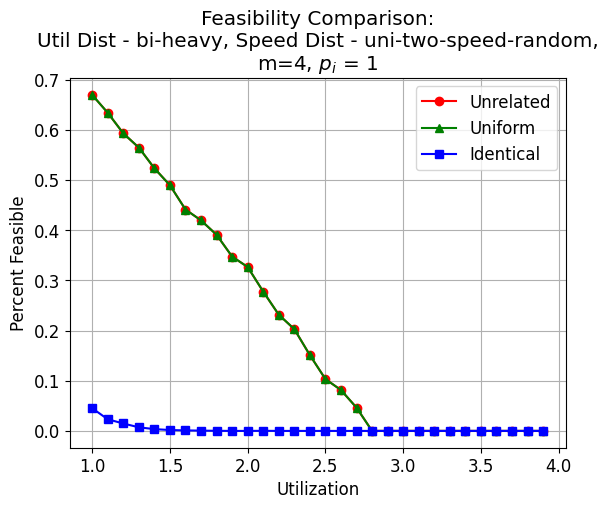 Feasibility Comparison:
Util Dist - bi-heavy, Speed Dist - uni-two-speed-random,
m=4, $p_i$ = 1
Unrelated
Uniform
Identical
Percent Feasible
0.7
0.6
0.5
0.4
0.3
0.2
0.1
0.0
1.0 1.5 2.0 2.5 3.0 3.5 4.0
Utilization